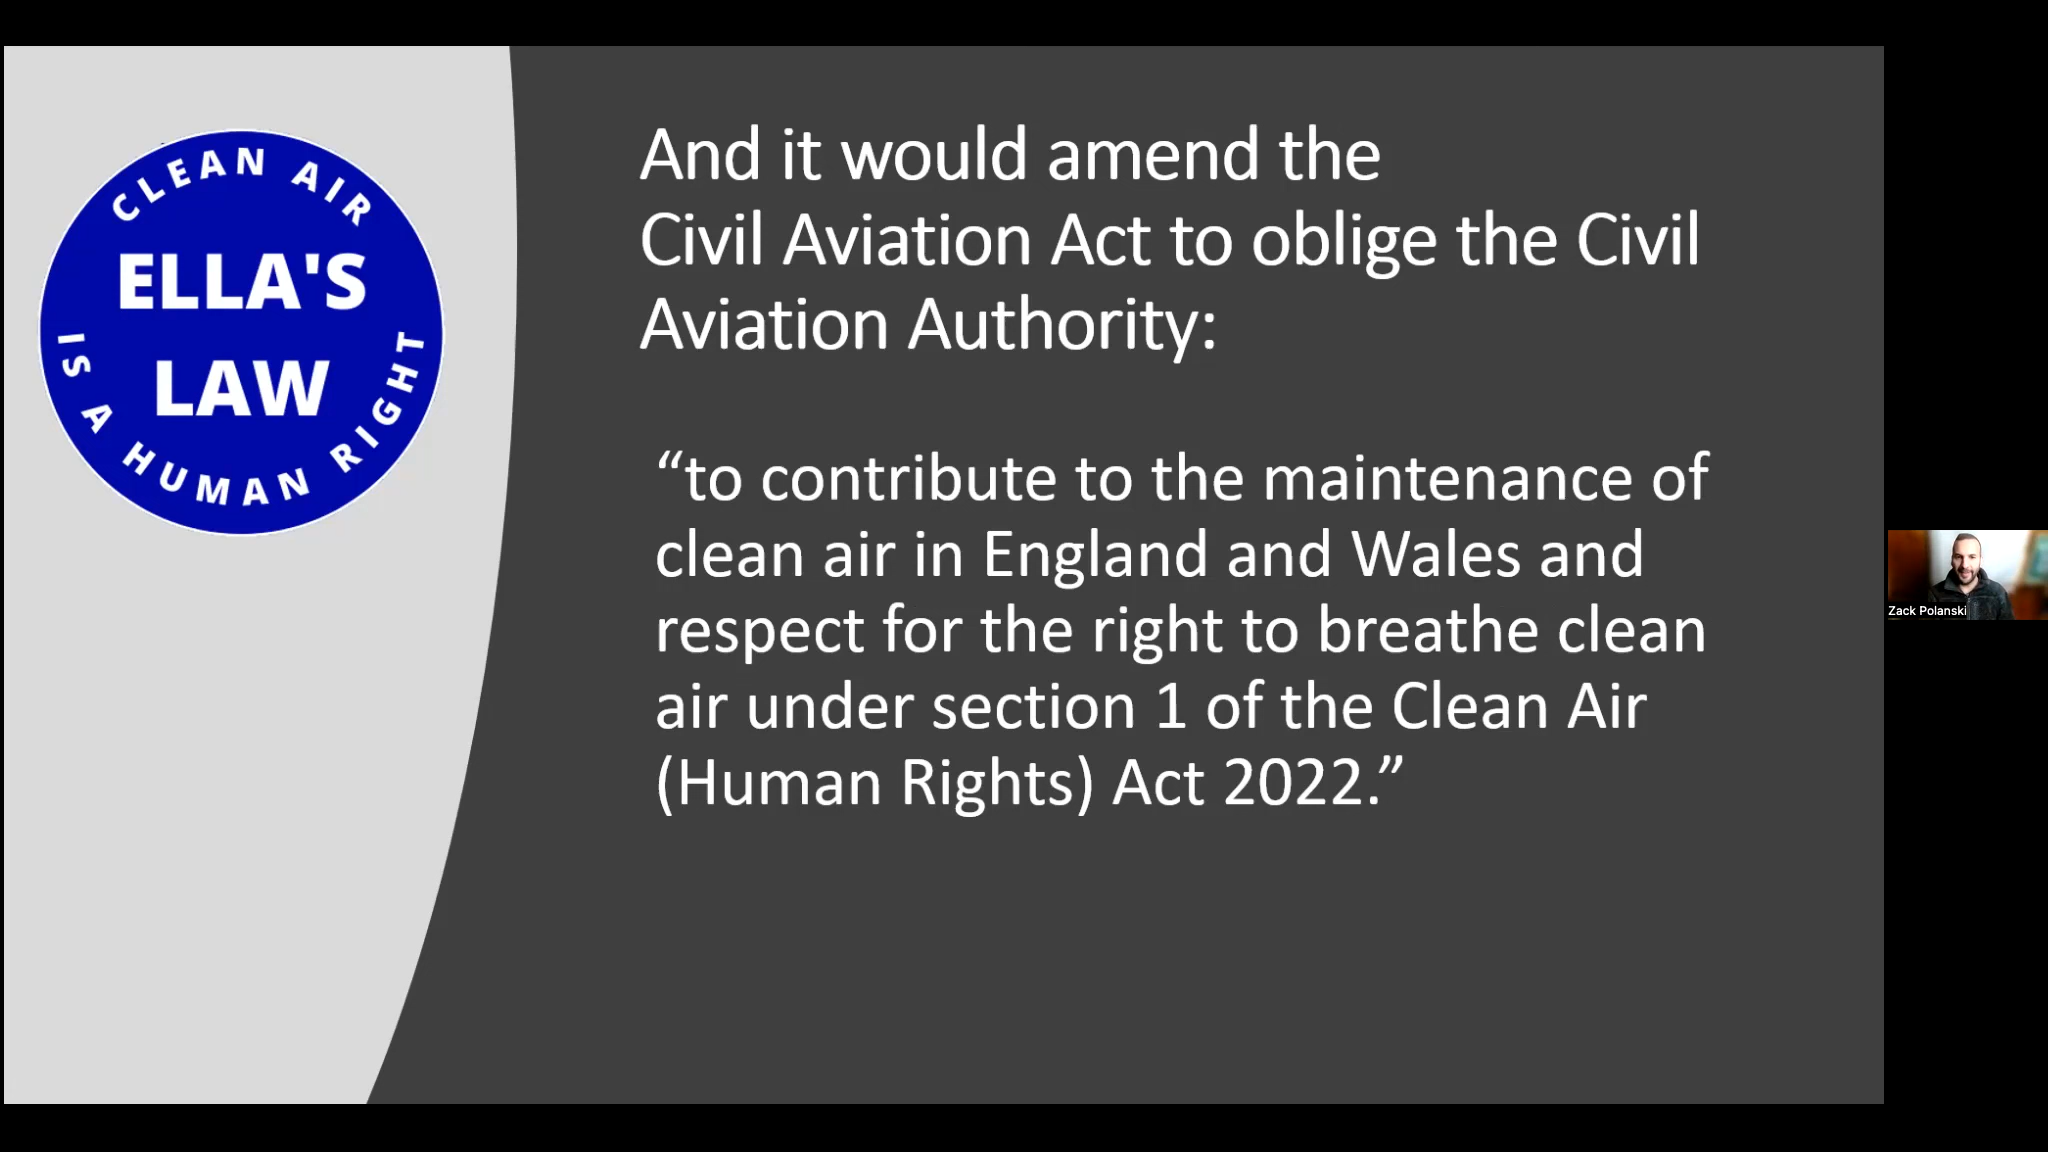 CLEAN AIR
ELLA'S
LAW
IS A HUMAN RIGHT
And it would amend the
Civil Aviation Act to oblige the Civil
Aviation Authority:
“to contribute to the maintenance of
clean air in England and Wales and
respect for the right to breathe clean
air under section 1 of the Clean Air
(Human Rights) Act 2022.”
Zack Polanski